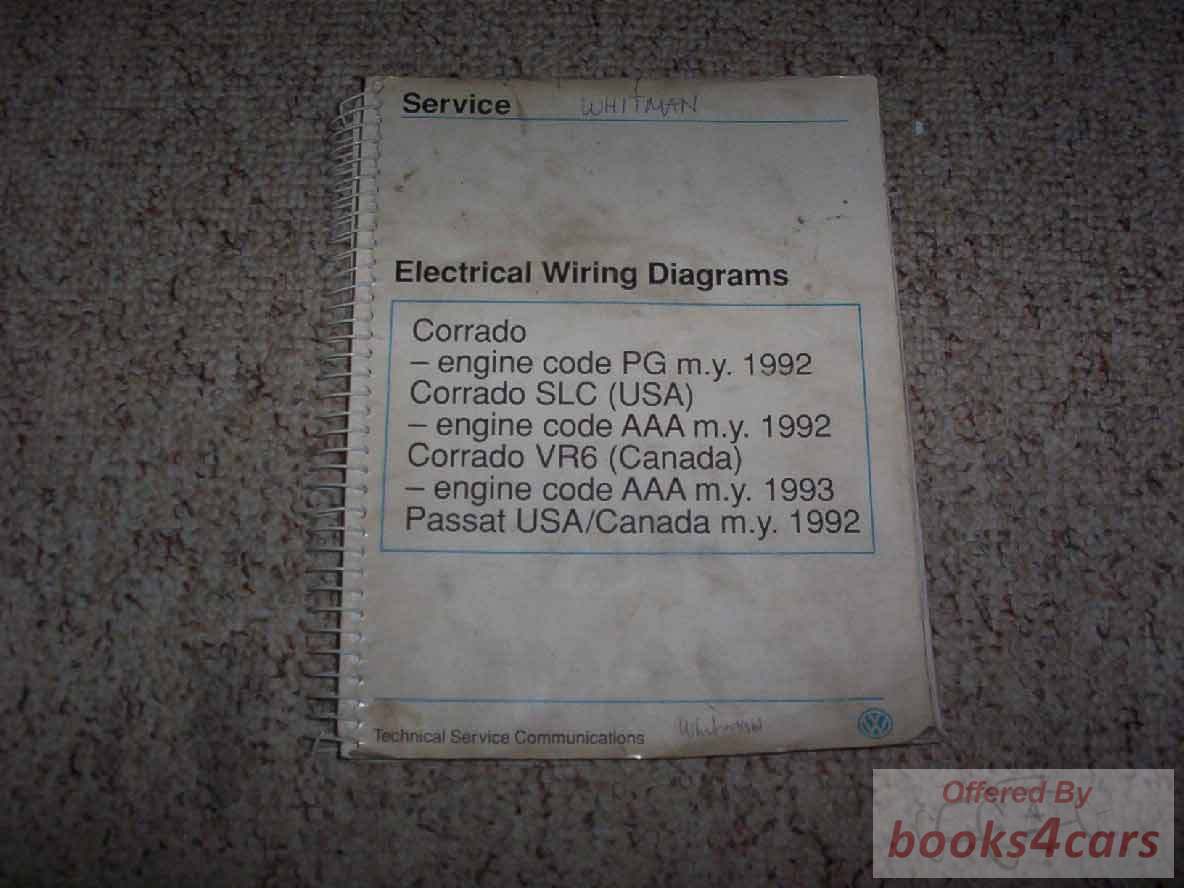 Service WHITMAN
Electrical Wiring Diagrams
Corrado
– engine code PG m.y. 1992
Corrado SLC (USA)
– engine code AAA m.y. 1992
Corrado VR6 (Canada)
– engine code AAA m.y. 1993
Passat USA/Canada m.y. 1992
Technical Service Communications Whitman
Offered By
books4cars